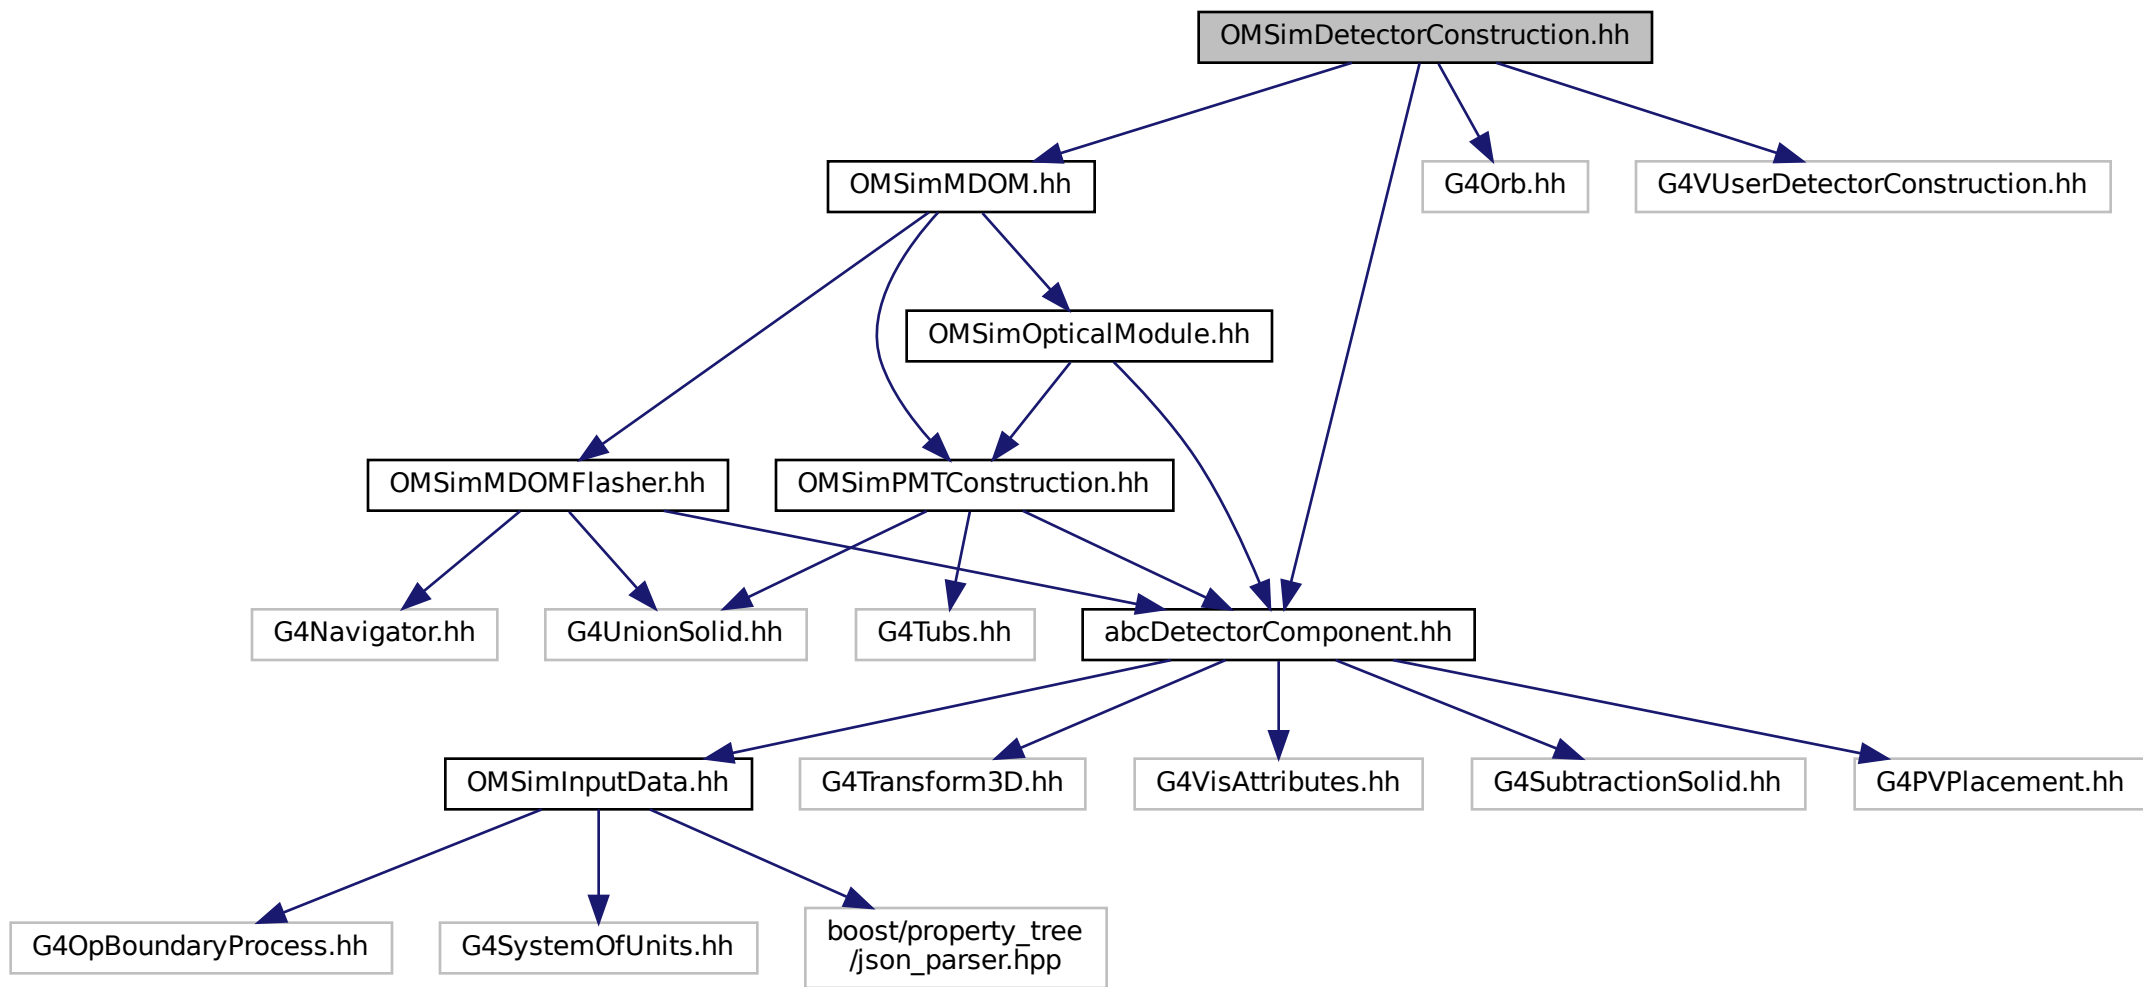 OMSimDetectorConstruction.hh
OMSimMDOM.hh
G4Orb.hh
G4VUserDetectorConstruction.hh
OMSimOpticalModule.hh
OMSimMDOMFlasher.hh
OMSimPMTConstruction.hh
G4Navigator.hh
G4UnionSolid.hh
G4Tubs.hh
abcDetectorComponent.hh
OMSimInputData.hh
G4Transform3D.hh
G4VisAttributes.hh
G4SubtractionSolid.hh
G4PVPlacement.hh
G4OpBoundaryProcess.hh
G4SystemOfUnits.hh
boost/property_tree
/json_parser.hpp